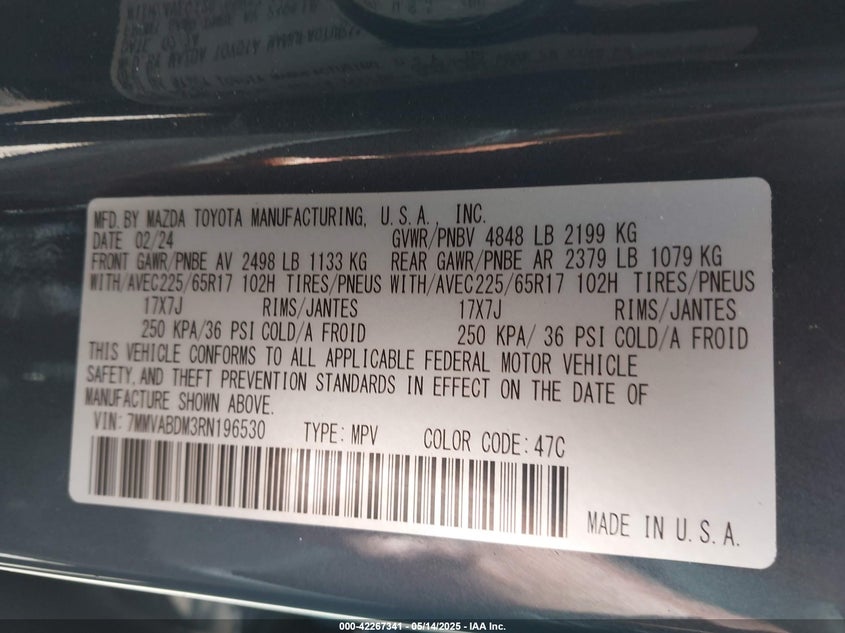 MFD. BY MAZDA TOYOTA MANUFACTURING, U.S.A., INC.
DATE 02/24 GVWR/PNBV 4848 LB 2199 KG
FRONT GAWR/PNBE AV 2498 LB 1133 KG REAR GAWR/PNBE AR 2379 LB 1079 KG
WITH/AVEC225/65R17 102H TIRES/PNEUS WITH/AVEC225/65R17 102H TIRES/PNEUS
17X7J RIMS/JANTES 17X7J RIMS/JANTES
250 KPA/36 PSI COLD/A FROID 250 KPA/ 36 PSI COLD/A FROID
THIS VEHICLE CONFORMS TO ALL APPLICABLE FEDERAL MOTOR VEHICLE
SAFETY, AND THEFT PREVENTION STANDARDS IN EFFECT ON THE DATE OF
MANUFACTURE SHOWN ABOVE.
VIN: 7MMVABDM3RN196530 TYPE: MPV COLOR CODE: 47C
MADE IN U.S.A.
000-42267341 - 05/14/2025 - IAA Inc.